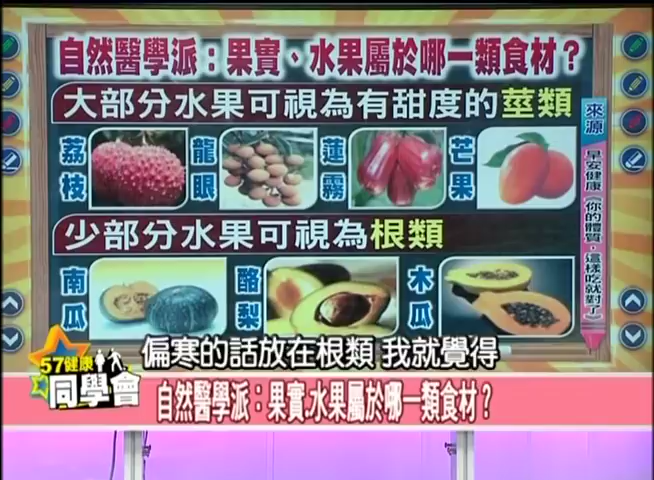 自然醫學派：果實、水果屬於哪一類食材？
大部分水果可視為有甜度的莖類
荔枝
龍眼
蓮霧
芒果
少部分水果可視為根類
南瓜
酪梨
木瓜
來源
早安健康《你的體質，這樣吃就對了》
偏寒的話放在根類 我就覺得
57健康
同學會
自然醫學派：果實.水果屬於哪一類食材？